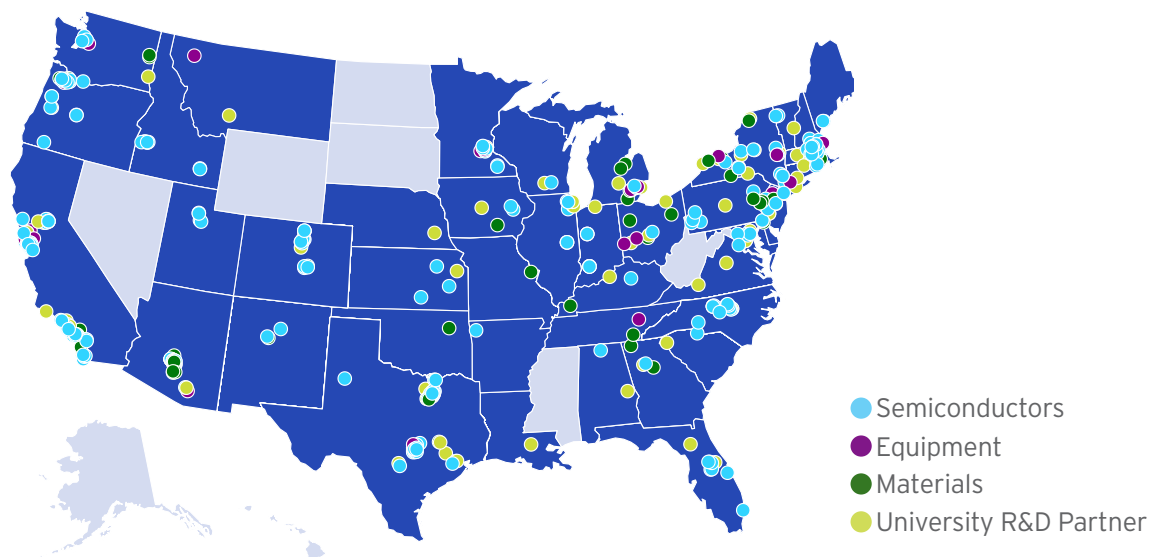 Semiconductors
Equipment
Materials
University R&D Partner